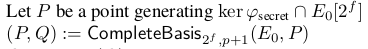 Let P be a point generating ker φ_secret ∩ E_0[2^f]
(P, Q) := CompleteBasis_{2^f,p+1}(E_0, P)